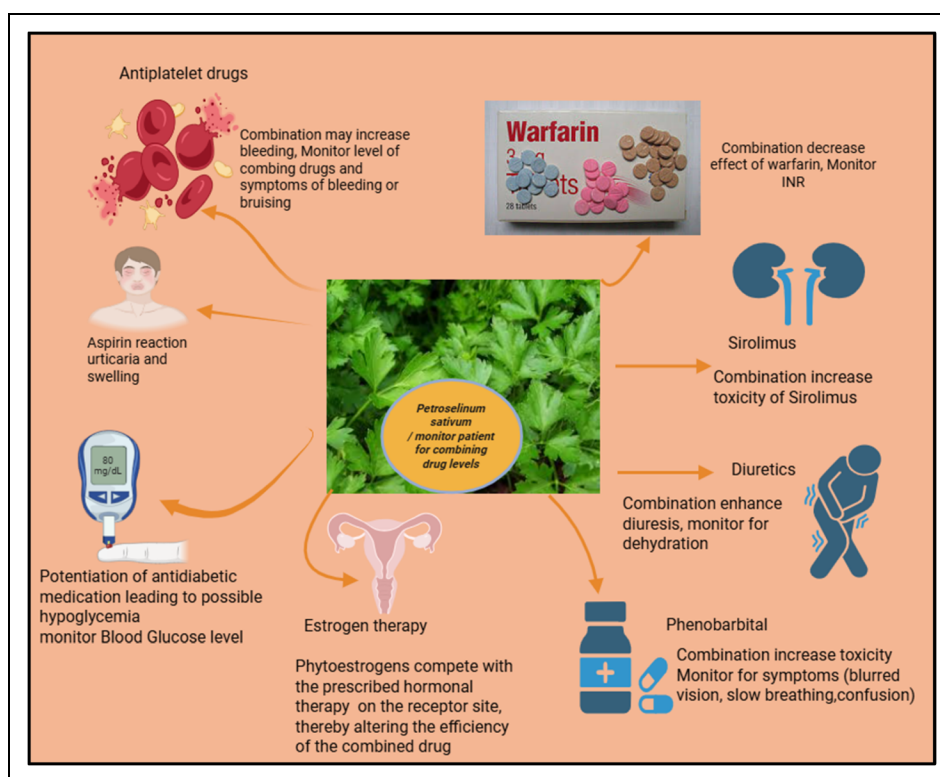 Antiplatelet drugs
Combination may increase
bleeding, Monitor level of
combing drugs and
symptoms of bleeding or
bruising
Warfarin
28 tablets
Combination decrease
effect of warfarin, Monitor
INR
Aspirin reaction
urticaria and
swelling
Sirolimus
Combination increase
toxicity of Sirolimus
Petroselinum
sativum
/ monitor patient
for combining
drug levels
80
mg/dL
Diuretics
Combination enhance
diuresis, monitor for
dehydration
Potentiation of antidiabetic
medication leading to possible
hypoglycemia
monitor Blood Glucose level
Estrogen therapy
Phytoestrogens compete with
the prescribed hormonal
therapy on the receptor site,
thereby altering the efficiency
of the combined drug
Phenobarbital
Combination increase toxicity
Monitor for symptoms (blurred
vision, slow breathing,confusion)